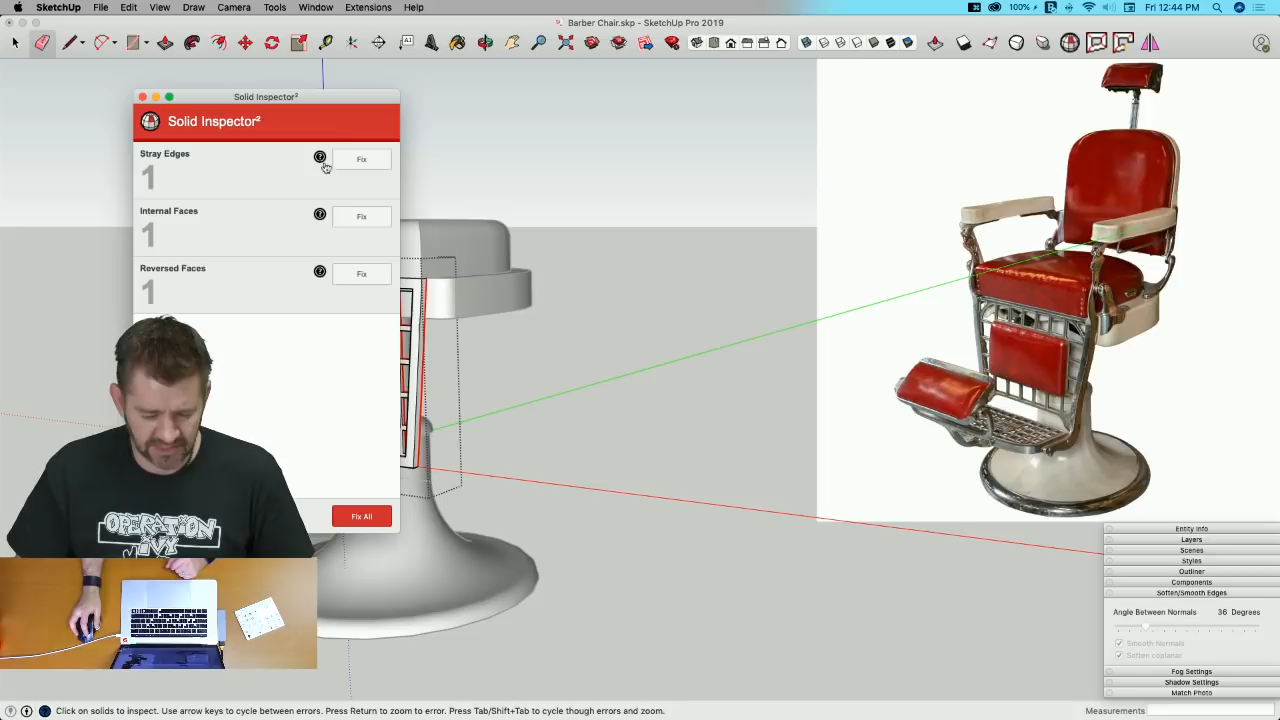 SketchUp File Edit View Draw Camera Tools Window Extensions Help 100% Fri 12:44 PM
Barber Chair.skp - SketchUp Pro 2019
Solid Inspector²
Solid Inspector²
Stray Edges
Fix
1
Internal Faces
Fix
1
Reversed Faces
Fix
1
Fix All
OPERATION
IVY
Entity Info
Layers
Scenes
Styles
Outliner
Components
Soften/Smooth Edges
Angle Between Normals 36 Degrees
Smooth Normals
Soften coplanar
Fog Settings
Shadow Settings
Match Photo
Click on solids to inspect. Use arrow keys to cycle between errors. Press Return to zoom to error. Press Tab/Shift+Tab to cycle though errors and zoom.
Measurements